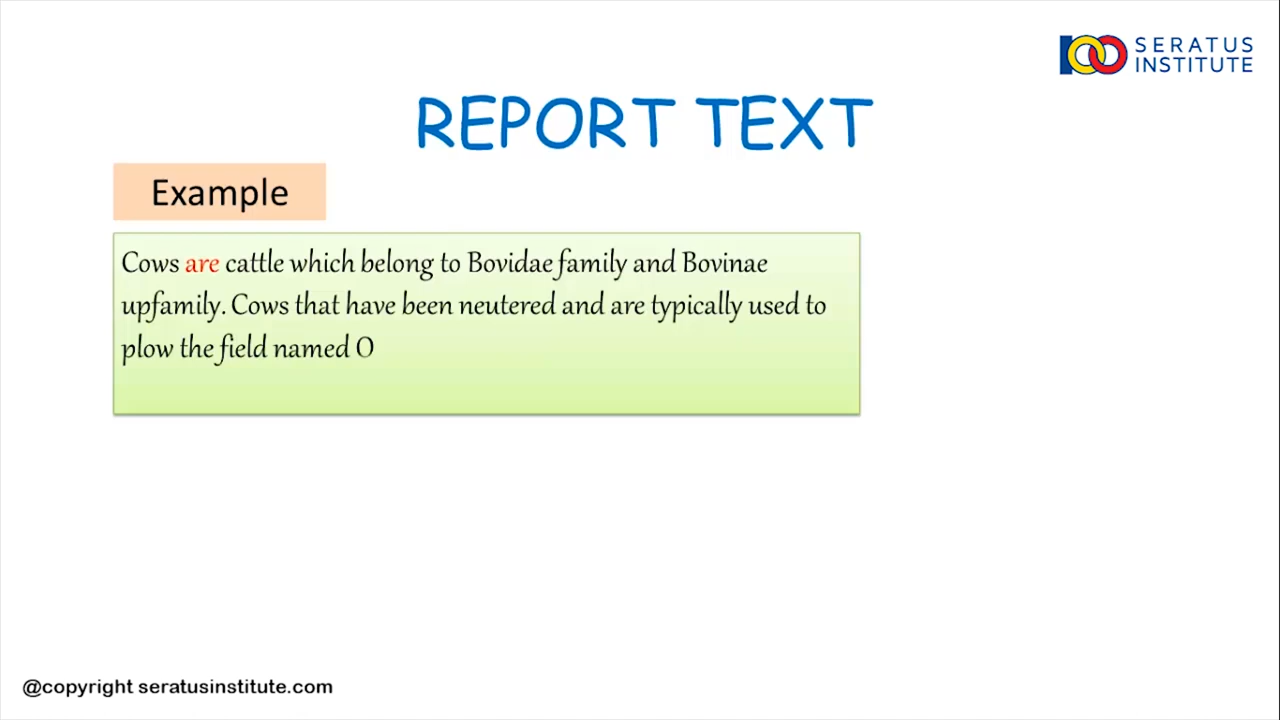 SERATUS
INSTITUTE
REPORT TEXT
Example
Cows are cattle which belong to Bovidae family and Bovinae
upfamily. Cows that have been neutered and are typically used to
plow the field named O
@copyright seratusinstitute.com